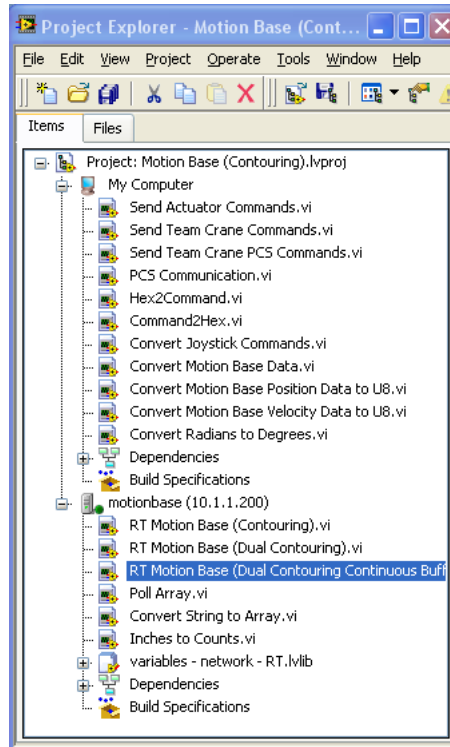 Project Explorer - Motion Base (Cont...
File Edit View Project Operate Tools Window Help
Items Files
Project: Motion Base (Contouring).lvproj
My Computer
Send Actuator Commands.vi
Send Team Crane Commands.vi
Send Team Crane PCS Commands.vi
PCS Communication.vi
Hex2Command.vi
Command2Hex.vi
Convert Joystick Commands.vi
Convert Motion Base Data.vi
Convert Motion Base Position Data to U8.vi
Convert Motion Base Velocity Data to U8.vi
Convert Radians to Degrees.vi
Dependencies
Build Specifications
motionbase (10.1.1.200)
RT Motion Base (Contouring).vi
RT Motion Base (Dual Contouring).vi
RT Motion Base (Dual Contouring Continuous Buff
Poll Array.vi
Convert String to Array.vi
Inches to Counts.vi
variables - network - RT.lvlib
Dependencies
Build Specifications